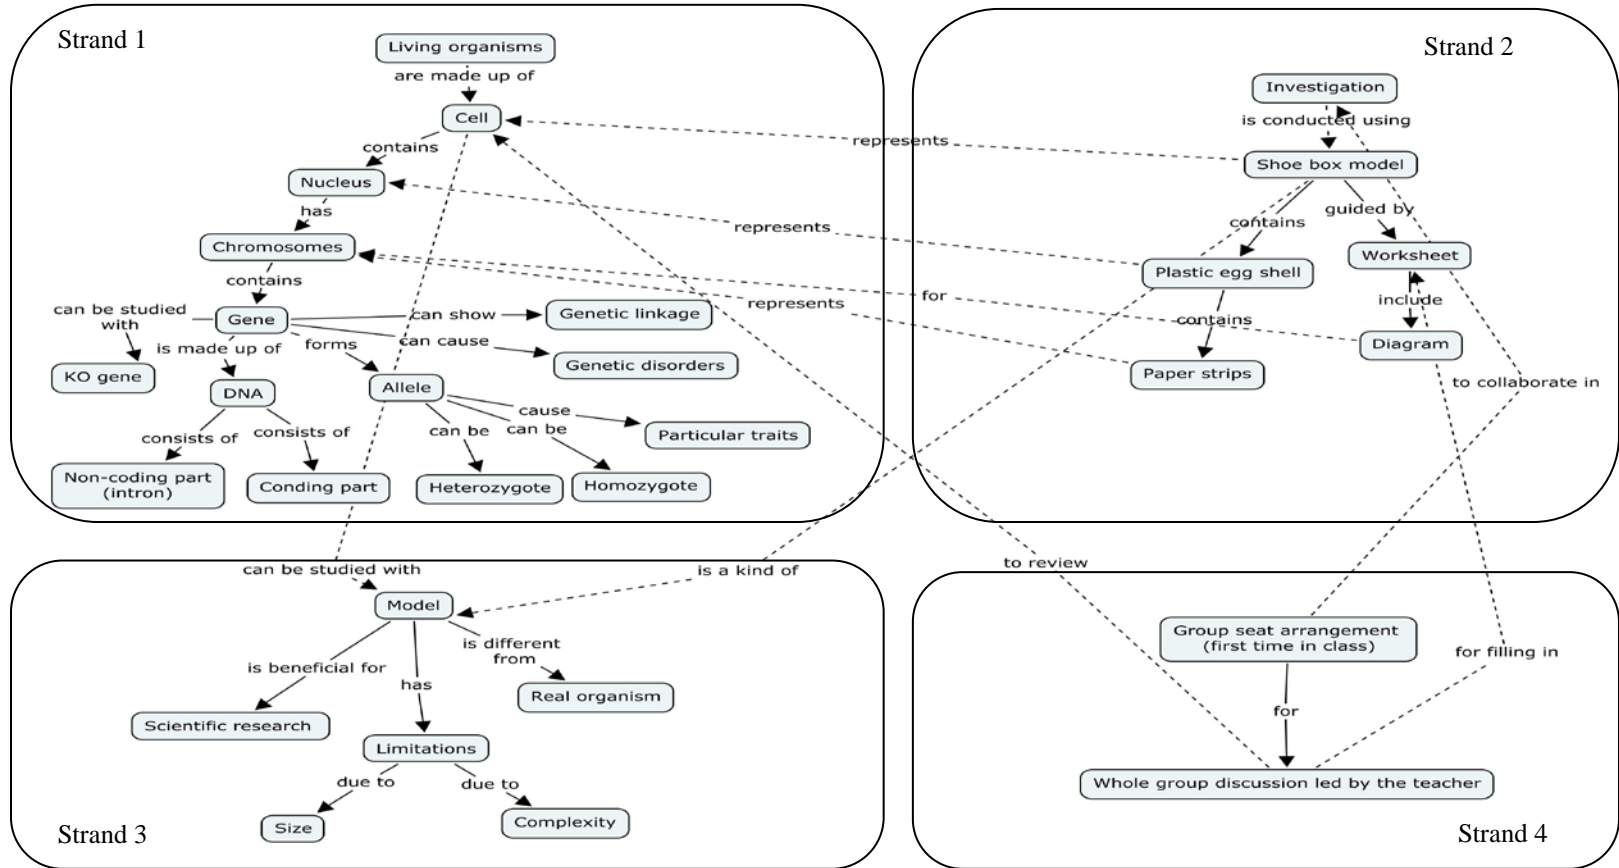 Strand 1
Living organisms
are made up of
Cell
contains
Nucleus
has
Chromosomes
contains
can be studied
with
Gene
can show
Genetic linkage
is made up of
forms
can cause
Genetic disorders
KO gene
DNA
Allele
consists of
consists of
can be
can be
cause
Particular traits
Non-coding part
(intron)
Conding part
Heterozygote
Homozygote
represents
represents
for
represents
Strand 2
Investigation
is conducted using
Shoe box model
contains
guided by
Plastic egg shell
Worksheet
contains
include
Paper strips
Diagram
to collaborate in
can be studied with
is a kind of
to review
Model
is different
from
is beneficial for
has
Real organism
Scientific research
Limitations
due to
due to
Size
Complexity
Strand 3
Group seat arrangement
(first time in class)
for filling in
for
Whole group discussion led by the teacher
Strand 4